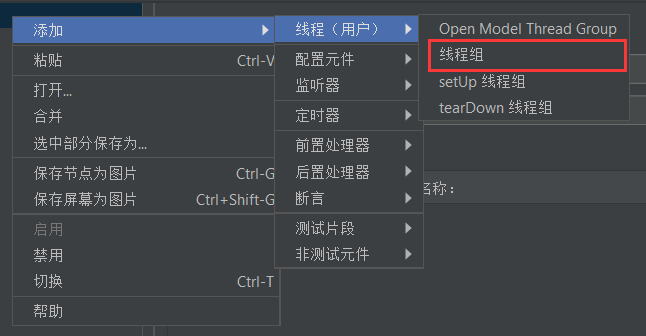 添加
粘贴 Ctrl-V
打开...
合并
选中部分保存为...
保存节点为图片 Ctrl-G
保存屏幕为图片 Ctrl+Shift-G
启用
禁用
切换 Ctrl-T
帮助
线程（用户）
配置元件
监听器
定时器
前置处理器
后置处理器
断言
测试片段
非测试元件
Open Model Thread Group
线程组
setUp 线程组
tearDown 线程组
名称：